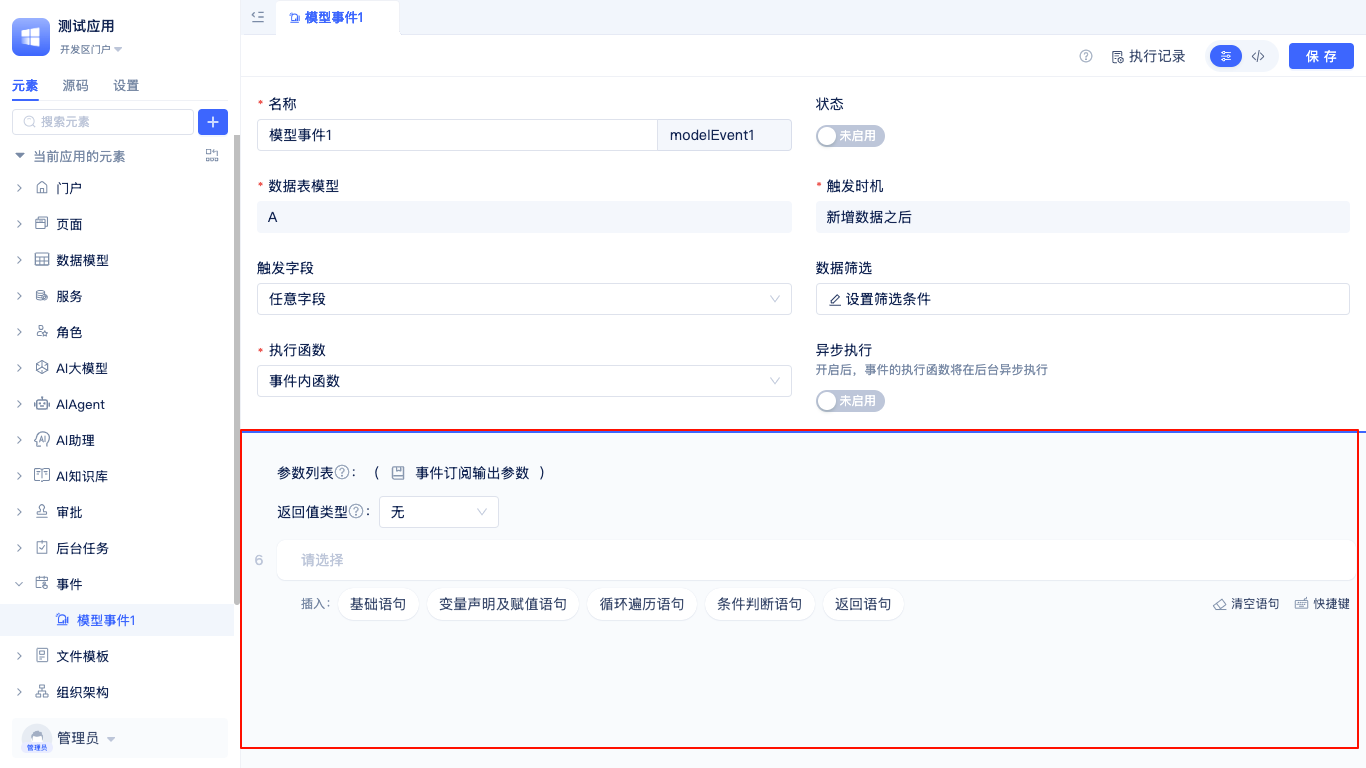 测试应用
开发区门户
元素 源码 设置
搜索元素
当前应用的元素
门户
页面
数据模型
服务
角色
AI大模型
AIAgent
AI助理
AI知识库
审批
后台任务
事件
模型事件1
文件模板
组织架构
管理员 管理员
模型事件1
执行记录 保 存
* 名称 状态
模型事件1 modelEvent1 未启用
* 数据表模型 * 触发时机
A 新增数据之后
触发字段 数据筛选
任意字段 设置筛选条件
* 执行函数 异步执行
开启后，事件的执行函数将在后台异步执行
事件内函数 未启用
参数列表 : ( 事件订阅输出参数 )
返回值类型 : 无
6 请选择
插入: 基础语句 变量声明及赋值语句 循环遍历语句 条件判断语句 返回语句 清空语句 快捷键